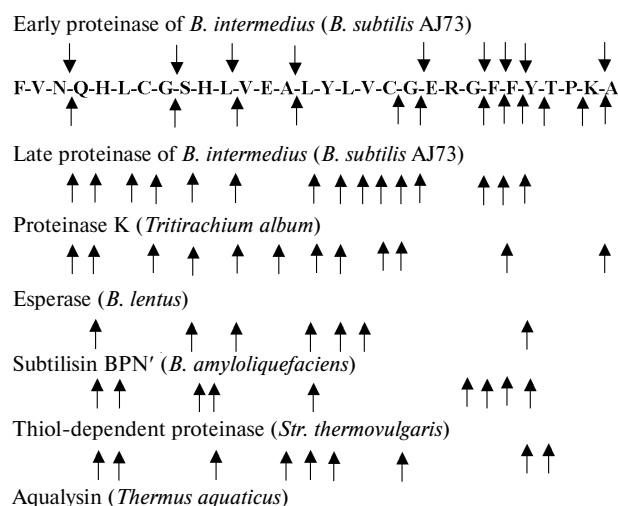 Early proteinase of B. intermedius (B. subtilis AJ73)
F-V-N-Q-H-L-C-G-S-H-L-V-E-A-L-Y-L-V-C-G-E-R-G-F-F-Y-T-P-K-A
Late proteinase of B. intermedius (B. subtilis AJ73)
Proteinase K (Tritirachium album)
Esperase (B. lentus)
Subtilisin BPN′ (B. amyloliquefaciens)
Thiol-dependent proteinase (Str. thermovulgaris)
Aqualysin (Thermus aquaticus)